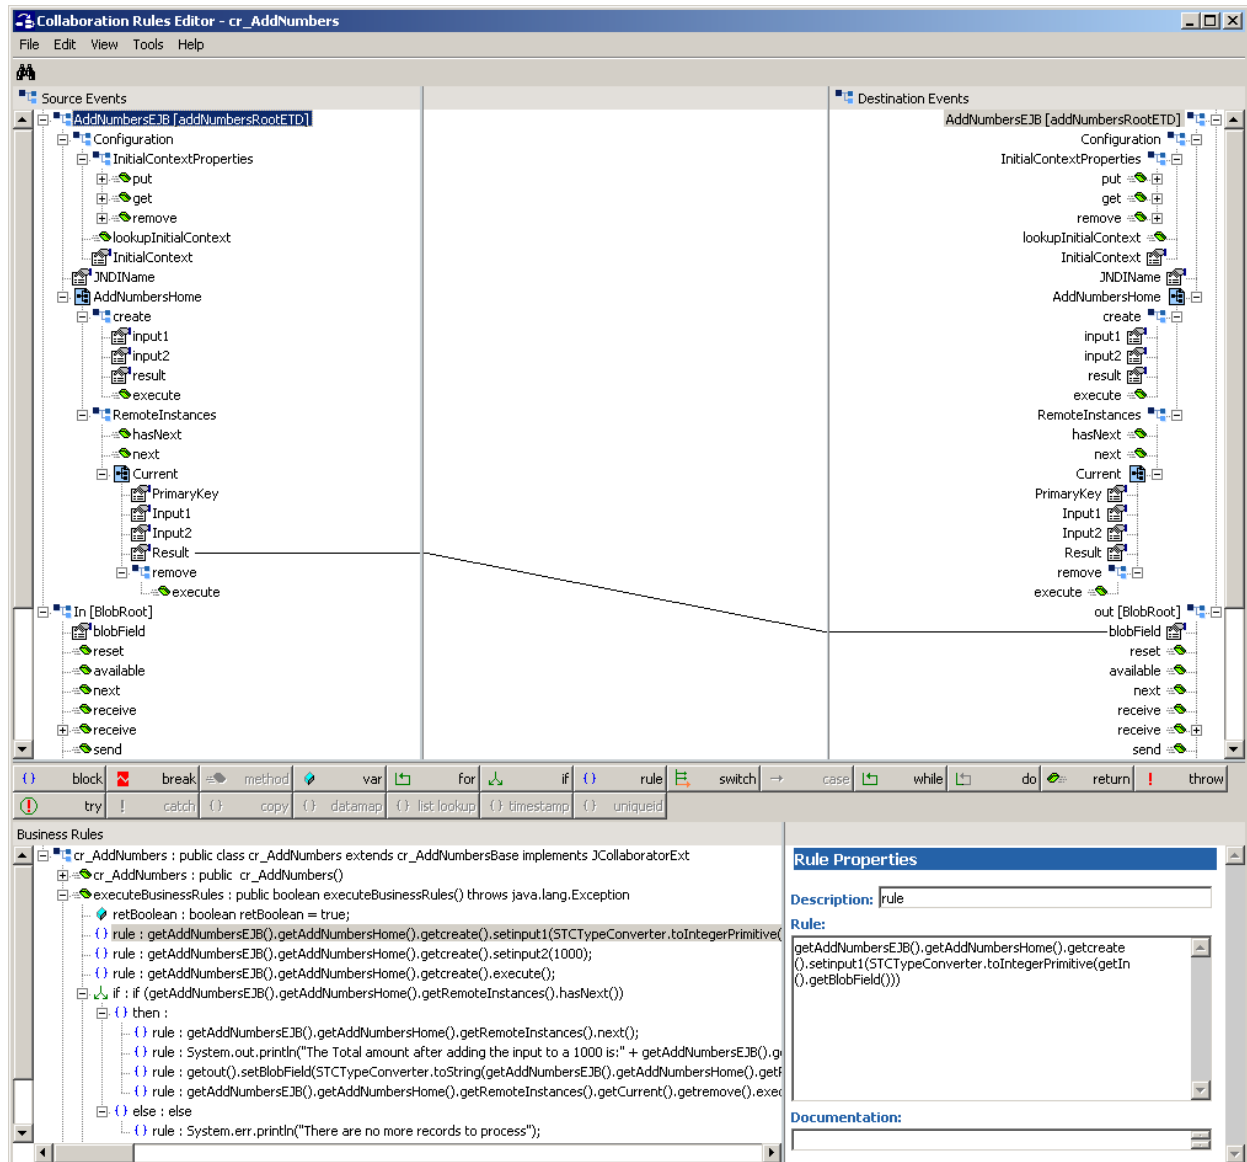 Collaboration Rules Editor - cr_AddNumbers
File Edit View Tools Help
Source Events
AddNumbersEJB [addNumbersRootETD]
Configuration
InitialContextProperties
put
get
remove
lookupInitialContext
InitialContext
JNDIName
AddNumbersHome
create
input1
input2
result
execute
RemoteInstances
hasNext
next
Current
PrimaryKey
Input1
Input2
Result
remove
execute
In [BlobRoot]
blobField
reset
available
next
receive
receive
send
Destination Events
AddNumbersEJB [addNumbersRootETD]
Configuration
InitialContextProperties
put
get
remove
lookupInitialContext
InitialContext
JNDIName
AddNumbersHome
create
input1
input2
result
execute
RemoteInstances
hasNext
next
Current
PrimaryKey
Input1
Input2
Result
remove
execute
out [BlobRoot]
blobField
reset
available
next
receive
receive
send
block break method var for if rule switch case while do return throw
try catch copy datamap list lookup timestamp uniqueid
Business Rules
cr_AddNumbers : public class cr_AddNumbers extends cr_AddNumbersBase implements JCollaboratorExt
cr_AddNumbers : public cr_AddNumbers()
executeBusinessRules : public boolean executeBusinessRules() throws java.lang.Exception
retBoolean : boolean retBoolean = true;
rule : getAddNumbersEJB().getAddNumbersHome().getcreate().setinput1(STCTypeConverter.toIntegerPrimitive(
rule : getAddNumbersEJB().getAddNumbersHome().getcreate().setinput2(1000);
rule : getAddNumbersEJB().getAddNumbersHome().getcreate().execute();
if : if (getAddNumbersEJB().getAddNumbersHome().getRemoteInstances().hasNext())
then :
rule : getAddNumbersEJB().getAddNumbersHome().getRemoteInstances().next();
rule : System.out.println("The Total amount after adding the input to a 1000 is:" + getAddNumbersEJB().g
rule : getout().setBlobField(STCTypeConverter.toString(getAddNumbersEJB().getAddNumbersHome().getF
rule : getAddNumbersEJB().getAddNumbersHome().getRemoteInstances().getCurrent().getremove().exec
else : else
rule : System.err.println("There are no more records to process");
Rule Properties
Description: rule
Rule:
getAddNumbersEJB().getAddNumbersHome().getcreate
().setinput1(STCTypeConverter.toIntegerPrimitive(getIn
().getBlobField()))
Documentation: